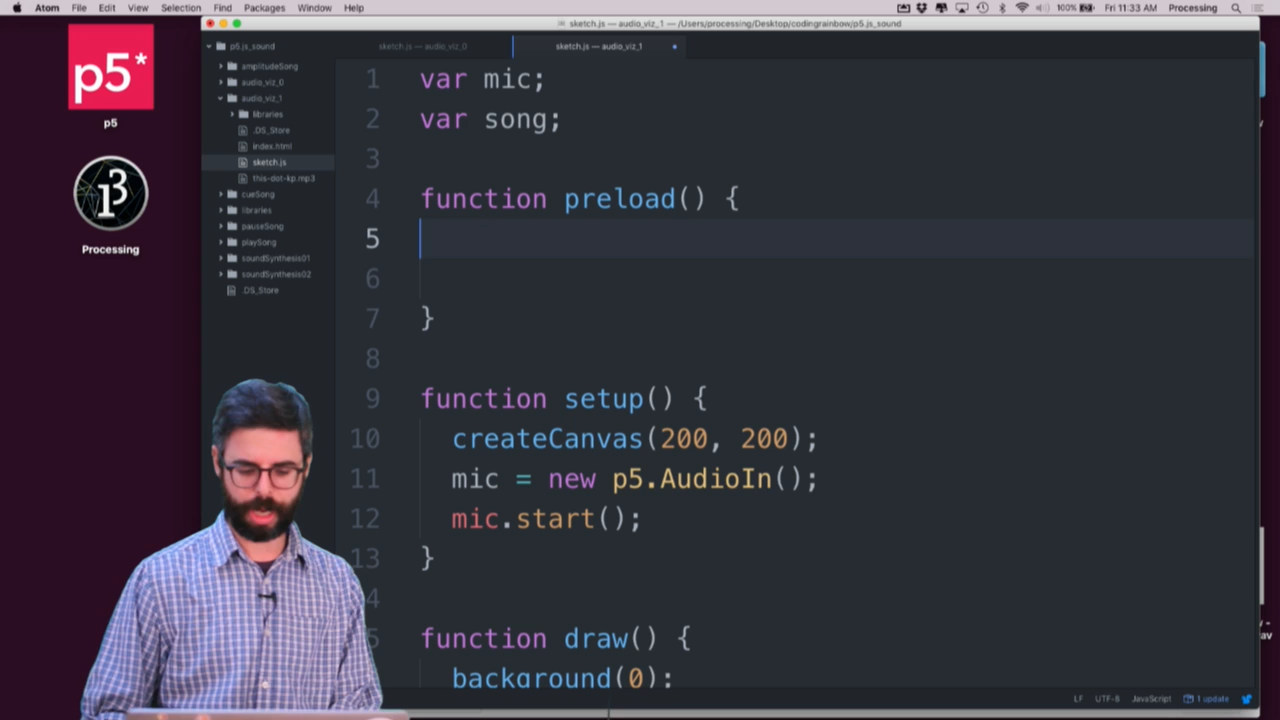 Atom File Edit View Selection Find Packages Window Help 100% Fri 11:33 AM Processing
sketch.js — audio_viz_1 — /Users/processing/Desktop/codingrainbow/p5.js_sound
p5.js_sound
sketch.js — audio_viz_0
sketch.js — audio_viz_1
amplitudeSong
audio_viz_0
audio_viz_1
libraries
.DS_Store
index.html
sketch.js
this-dot-kp.mp3
cueSong
libraries
pauseSong
playSong
soundSynthesis01
soundSynthesis02
.DS_Store
p5*
p5
Processing
1 var mic;
2 var song;
3
4 function preload() {
5
6
7 }
8
9 function setup() {
10 createCanvas(200, 200);
11 mic = new p5.AudioIn();
12 mic.start();
13 }
4
5 function draw() {
background(0);
LF UTF-8 JavaScript 1 update